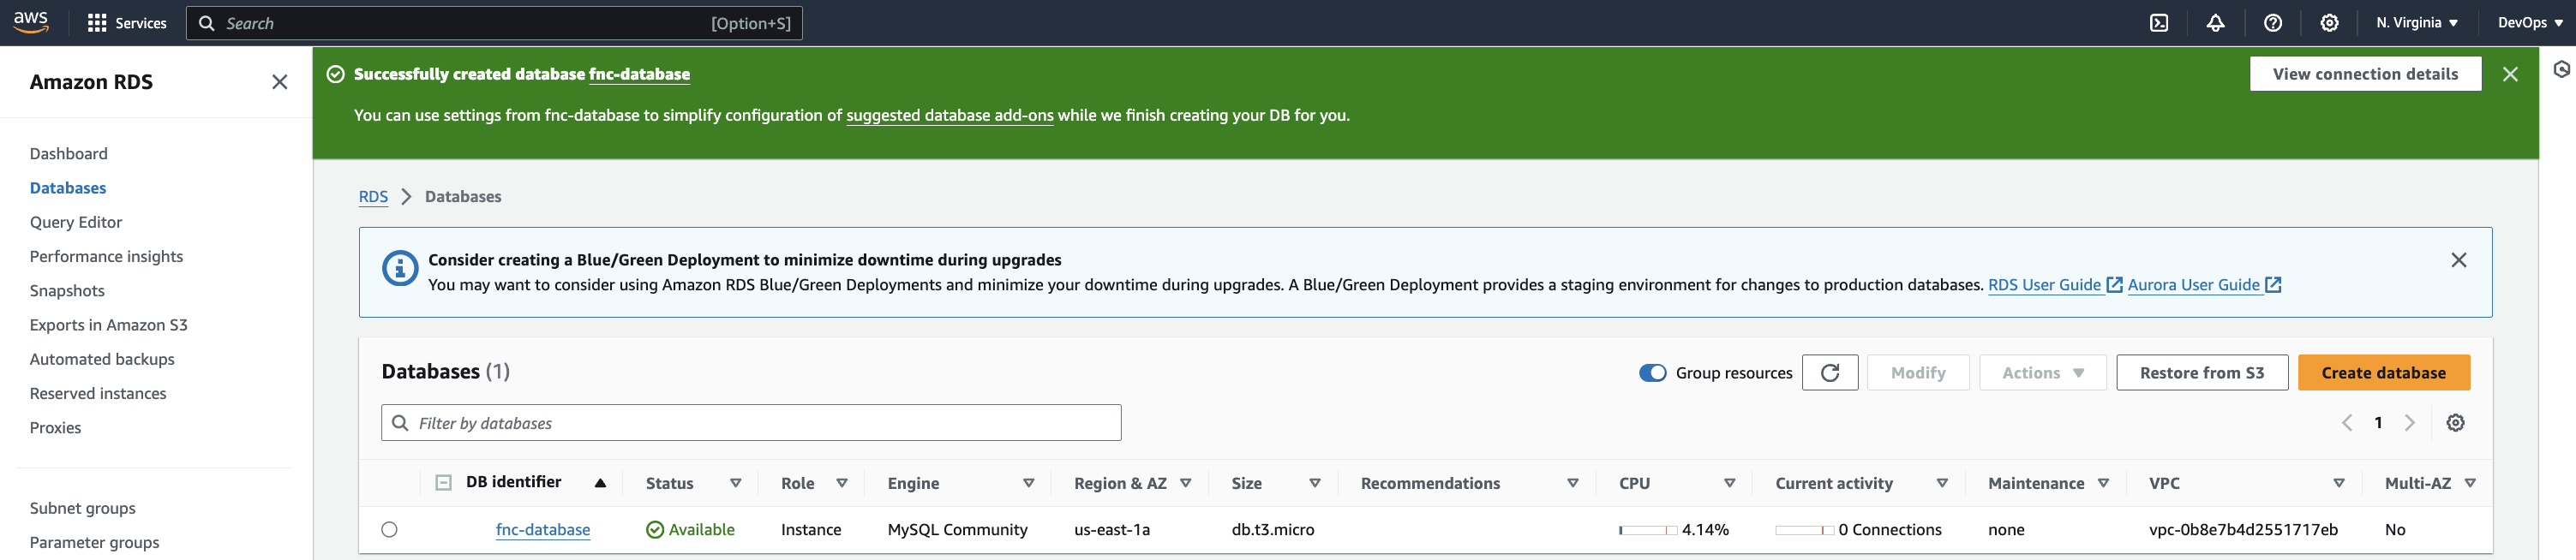 aws
Services
Search [Option+S]
N. Virginia
DevOps
Amazon RDS
Dashboard
Databases
Query Editor
Performance insights
Snapshots
Exports in Amazon S3
Automated backups
Reserved instances
Proxies
Subnet groups
Parameter groups
Successfully created database fnc-database
View connection details
You can use settings from fnc-database to simplify configuration of suggested database add-ons while we finish creating your DB for you.
RDS > Databases
Consider creating a Blue/Green Deployment to minimize downtime during upgrades
You may want to consider using Amazon RDS Blue/Green Deployments and minimize your downtime during upgrades. A Blue/Green Deployment provides a staging environment for changes to production databases. RDS User Guide Aurora User Guide
Databases (1)
Group resources
Modify
Actions
Restore from S3
Create database
Filter by databases
1
DB identifier Status Role Engine Region & AZ Size Recommendations CPU Current activity Maintenance VPC Multi-AZ
fnc-database Available Instance MySQL Community us-east-1a db.t3.micro 4.14% 0 Connections none vpc-0b8e7b4d2551717eb No